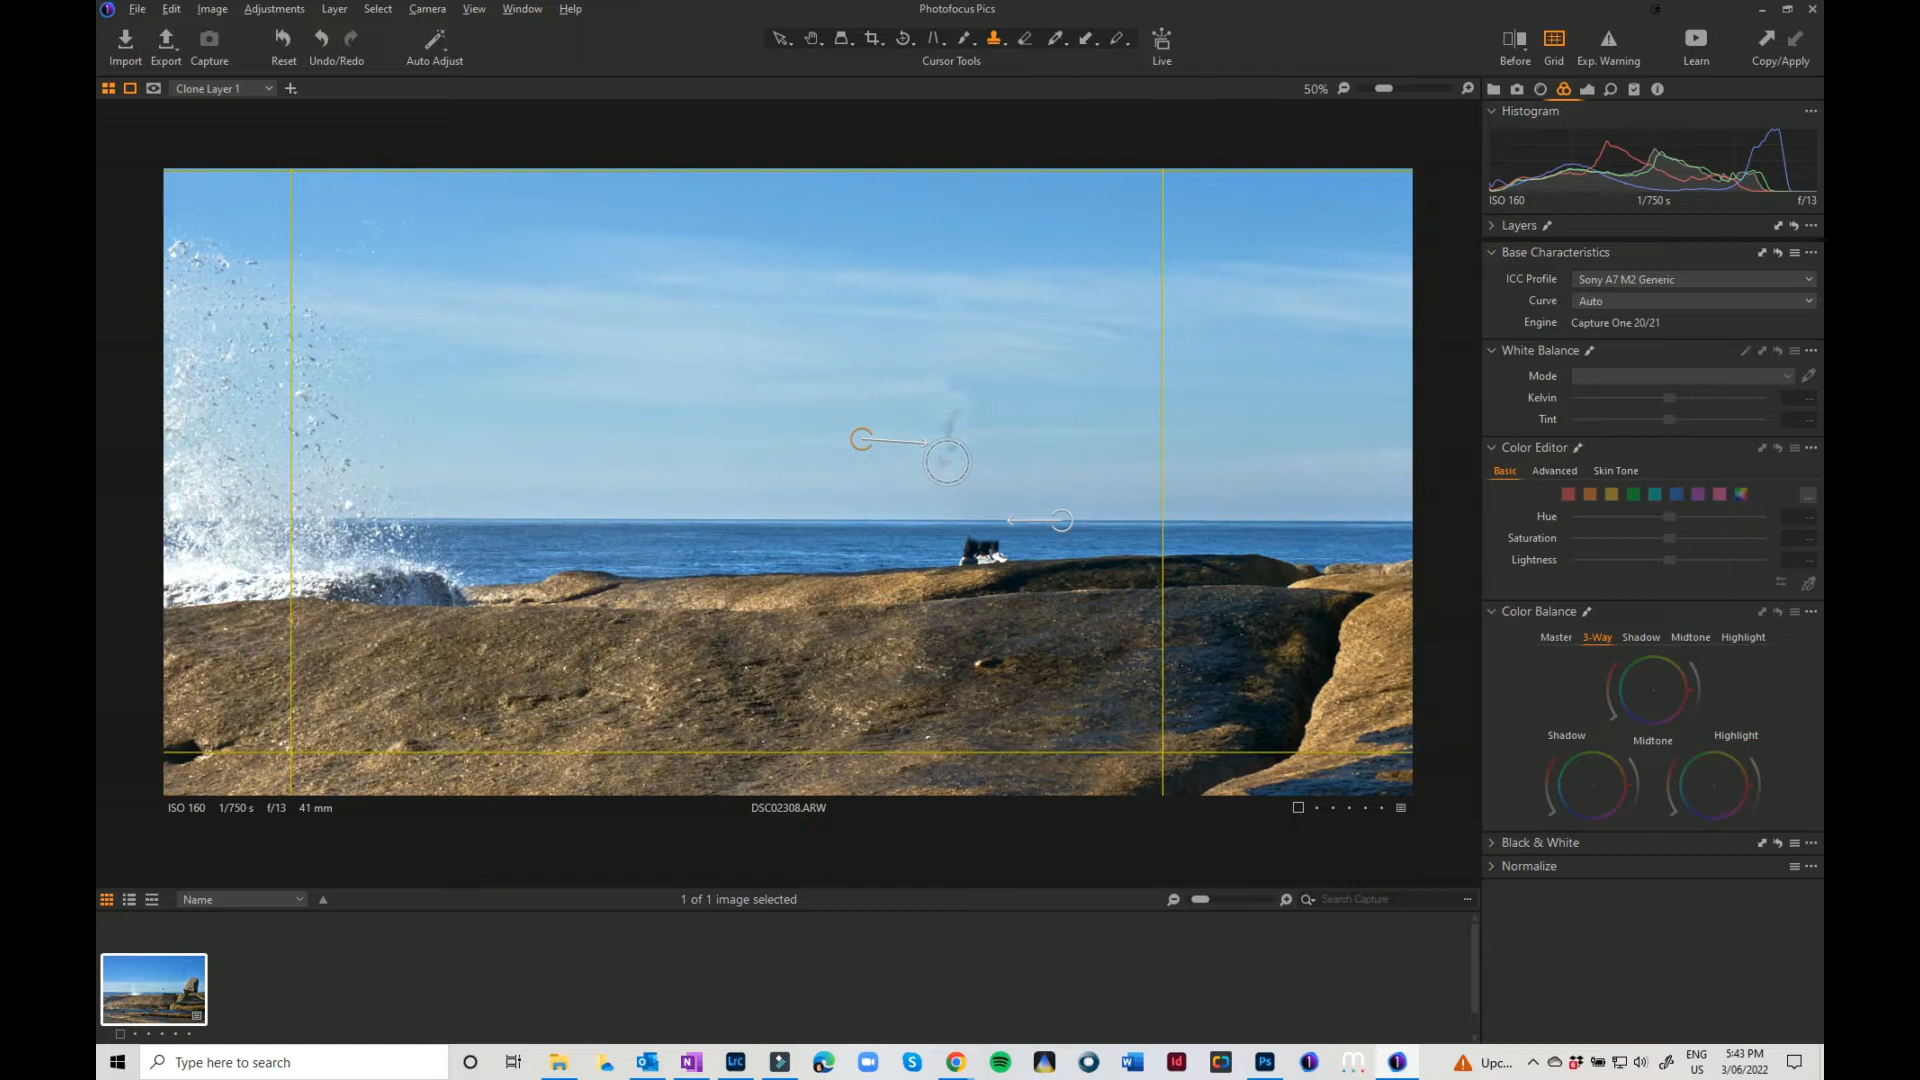 File Edit Image Adjustments Layer Select Camera View Window Help
Photofocus Pics
Import Export Capture Reset Undo/Redo Auto Adjust
Cursor Tools
Live
Before Grid Exp. Warning Learn Copy/Apply
Clone Layer 1
50%
Histogram
ISO 160 1/750 s f/13
Layers
Base Characteristics
ICC Profile Sony A7 M2 Generic
Curve Auto
Engine Capture One 20/21
White Balance
Mode
Kelvin --
Tint --
Color Editor
Basic Advanced Skin Tone
...
Hue --
Saturation --
Lightness --
Color Balance
Master 3-Way Shadow Midtone Highlight
Shadow Midtone Highlight
Black & White
Normalize
ISO 160 1/750 s f/13 41 mm
DSC02308.ARW
Name
1 of 1 image selected
Search Capture
Type here to search
Upc...
ENG
US
5:43 PM
3/06/2022